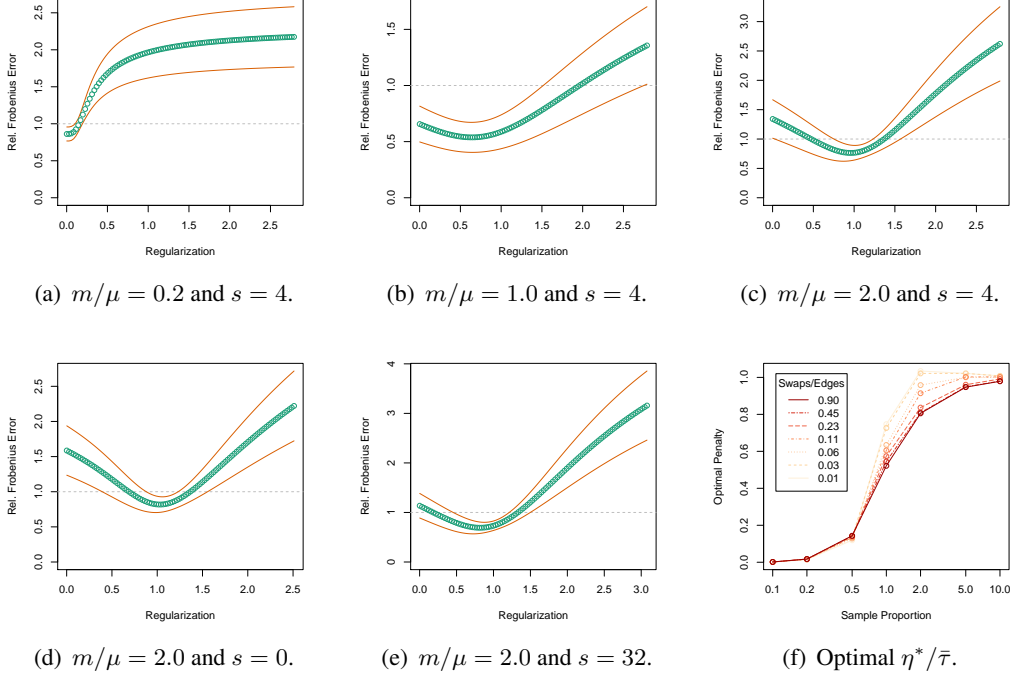 Rel. Frobenius Error
0.0 0.5 1.0 1.5 2.0 2.5
0.0 0.5 1.0 1.5 2.0 2.5
Regularization
(a) m/μ = 0.2 and s = 4.
Rel. Frobenius Error
0.0 0.5 1.0 1.5
0.0 0.5 1.0 1.5 2.0 2.5
Regularization
(b) m/μ = 1.0 and s = 4.
Rel. Frobenius Error
0.0 0.5 1.0 1.5 2.0 2.5 3.0
0.0 0.5 1.0 1.5 2.0 2.5
Regularization
(c) m/μ = 2.0 and s = 4.
Rel. Frobenius Error
0.0 0.5 1.0 1.5 2.0 2.5
0.0 0.5 1.0 1.5 2.0 2.5
Regularization
(d) m/μ = 2.0 and s = 0.
Rel. Frobenius Error
0 1 2 3 4
0.0 0.5 1.0 1.5 2.0 2.5 3.0
Regularization
(e) m/μ = 2.0 and s = 32.
Optimal Penalty
0.0 0.2 0.4 0.6 0.8 1.0
Swaps/Edges
0.90
0.45
0.23
0.11
0.06
0.03
0.01
0.1 0.2 0.5 1.0 2.0 5.0 10.0
Sample Proportion
(f) Optimal η*/τ̄.